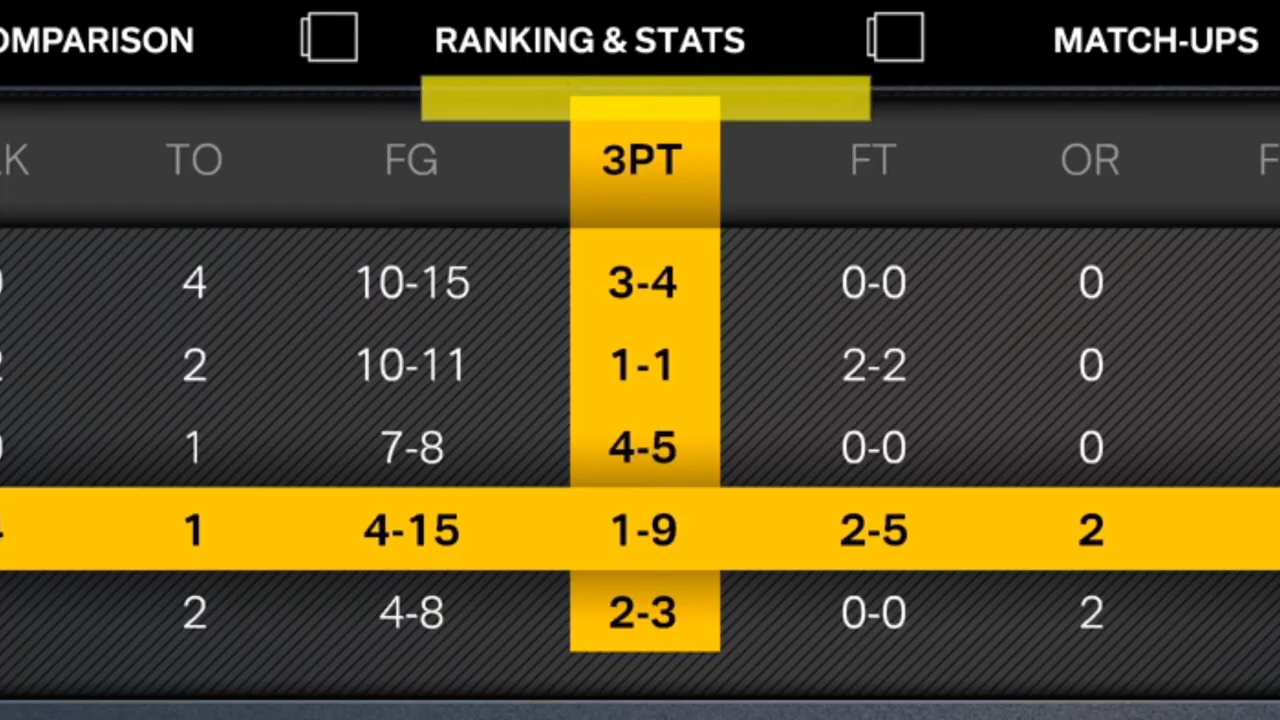 OMPARISON RANKING & STATS MATCH-UPS
K TO FG 3PT FT OR F
4 10-15 3-4 0-0 0
2 2 10-11 1-1 2-2 0
1 7-8 4-5 0-0 0
4 1 4-15 1-9 2-5 2
2 4-8 2-3 0-0 2